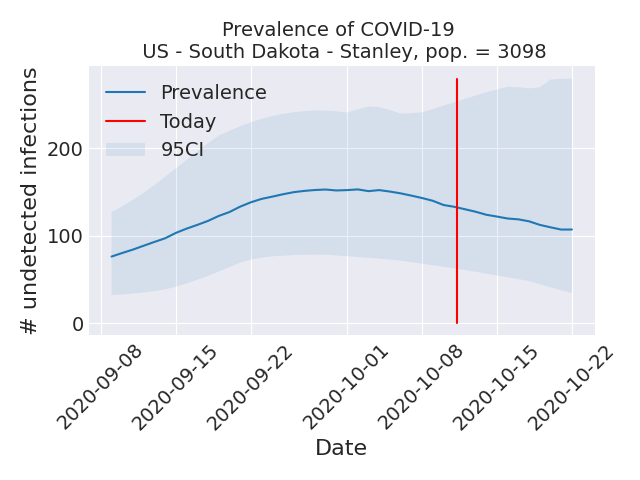 Prevalence of COVID-19
US - South Dakota - Stanley, pop. = 3098
# undetected infections
200
100
0
Prevalence
Today
95CI
2020-09-08
2020-09-15
2020-09-22
2020-10-01
2020-10-08
2020-10-15
2020-10-22
Date